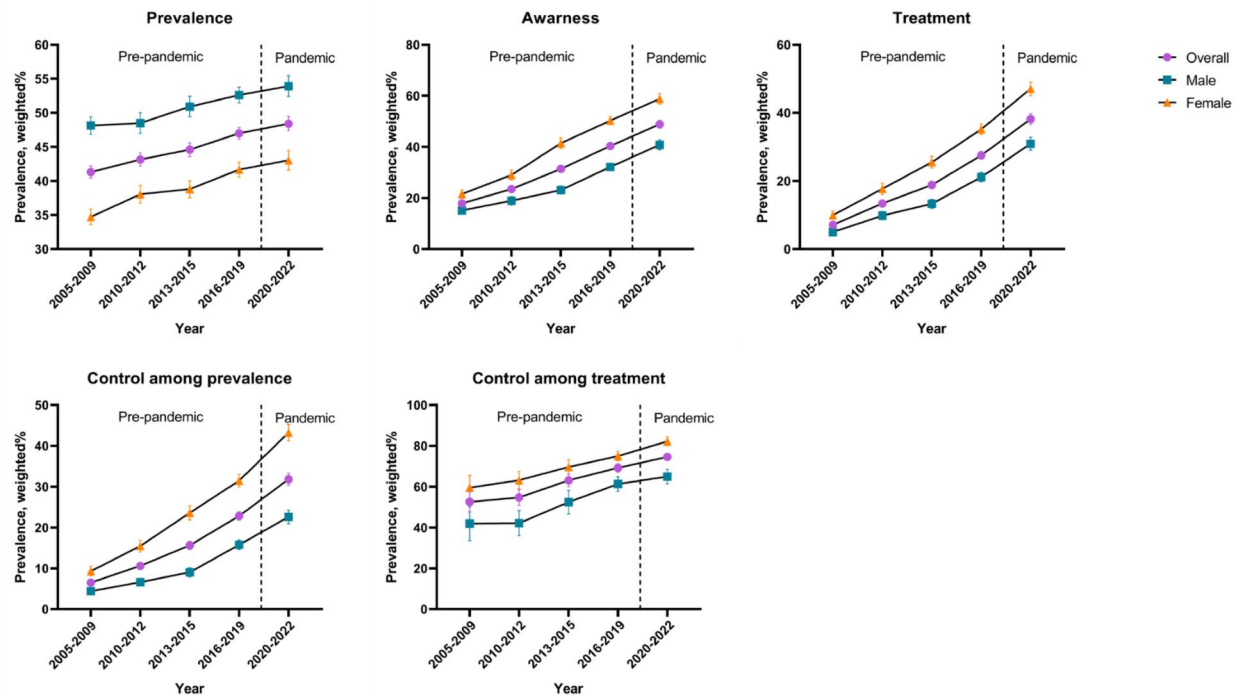 Prevalence
Pre-pandemic
Pandemic
60
55
50
45
40
35
30
Prevalence, weighted%
2005-2009
2010-2012
2013-2015
2016-2019
2020-2022
Year
Awarness
Pre-pandemic
Pandemic
80
60
40
20
0
Prevalence, weighted%
2005-2009
2010-2012
2013-2015
2016-2019
2020-2022
Year
Treatment
Pre-pandemic
Pandemic
60
40
20
0
Prevalence, weighted%
2005-2009
2010-2012
2013-2015
2016-2019
2020-2022
Year
Overall
Male
Female
Control among prevalence
Pre-pandemic
Pandemic
50
40
30
20
10
0
Prevalence, weighted%
2005-2009
2010-2012
2013-2015
2016-2019
2020-2022
Year
Control among treatment
Pre-pandemic
Pandemic
100
80
60
40
20
0
Prevalence, weighted%
2005-2009
2010-2012
2013-2015
2016-2019
2020-2022
Year